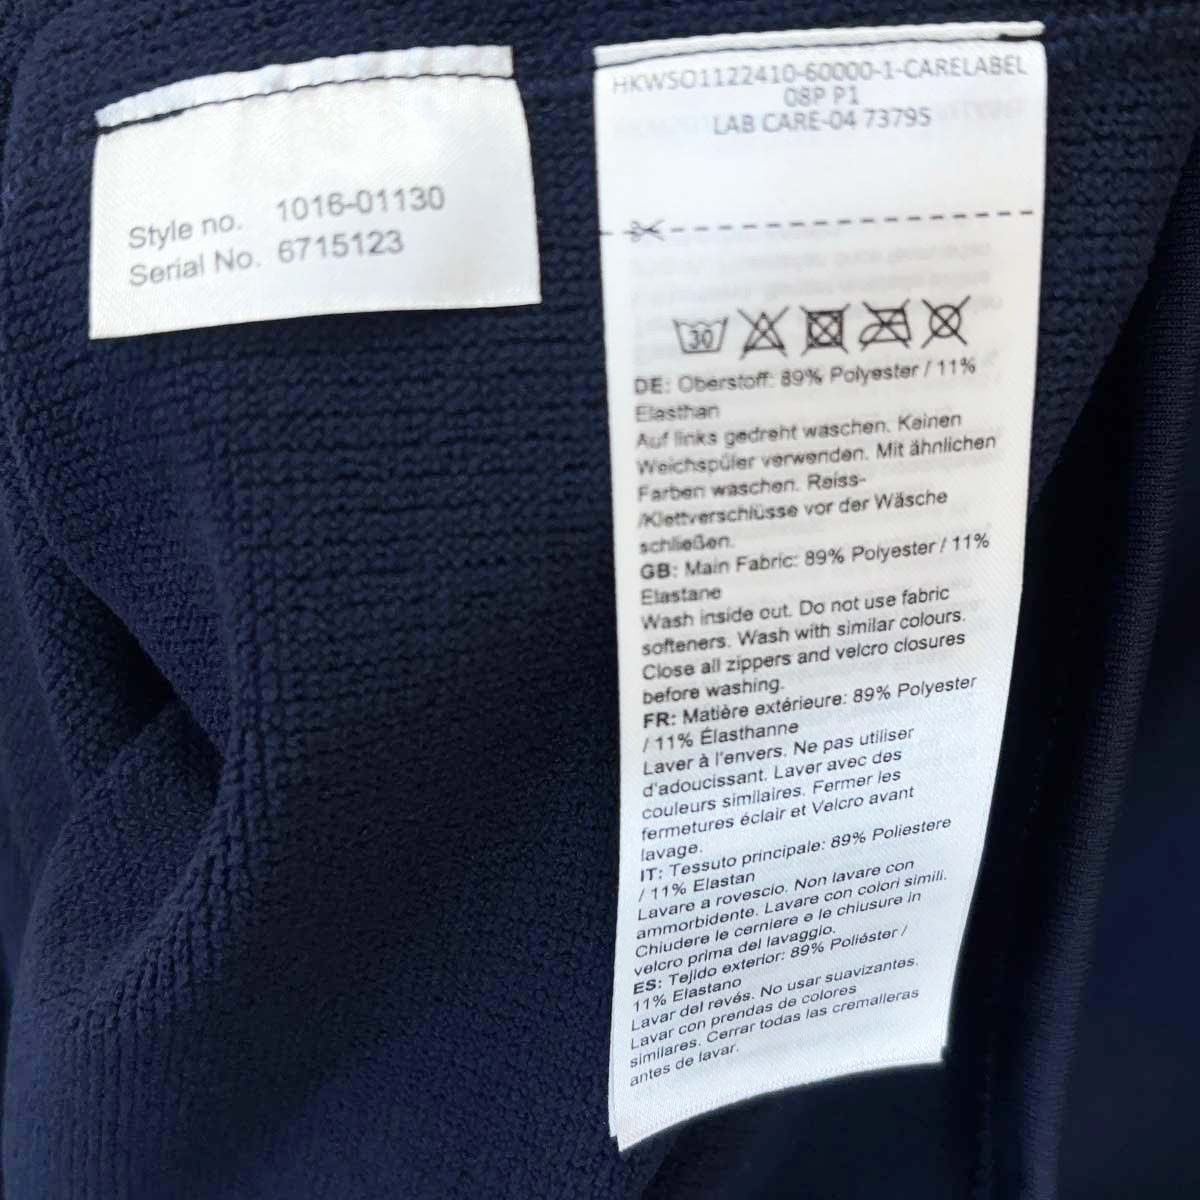 Style no. 1016-01130
Serial No. 6715123
HKWSO1122410-60000-1-CARELABEL
08P P1
LAB CARE-04 73795
30
DE: Oberstoff: 89% Polyester / 11%
Elasthan
Auf links gedreht waschen. Keinen
Weichspüler verwenden. Mit ähnlichen
Farben waschen. Reiss-
/Klettverschlüsse vor der Wäsche
schließen.
GB: Main Fabric: 89% Polyester / 11%
Elastane
Wash inside out. Do not use fabric
softeners. Wash with similar colours.
Close all zippers and velcro closures
before washing.
FR: Matière extérieure: 89% Polyester
/ 11% Élasthanne
Laver à l'envers. Ne pas utiliser
d'adoucissant. Laver avec des
couleurs similaires. Fermer les
fermetures éclair et Velcro avant
lavage.
IT: Tessuto principale: 89% Poliestere
/ 11% Elastan
Lavare a rovescio. Non lavare con
ammorbidente. Lavare con colori simili.
Chiudere le cerniere e le chiusure in
velcro prima del lavaggio.
ES: Tejido exterior: 89% Poliéster /
11% Elastano
Lavar del revés. No usar suavizantes.
Lavar con prendas de colores
similares. Cerrar todas las cremalleras
antes de lavar.